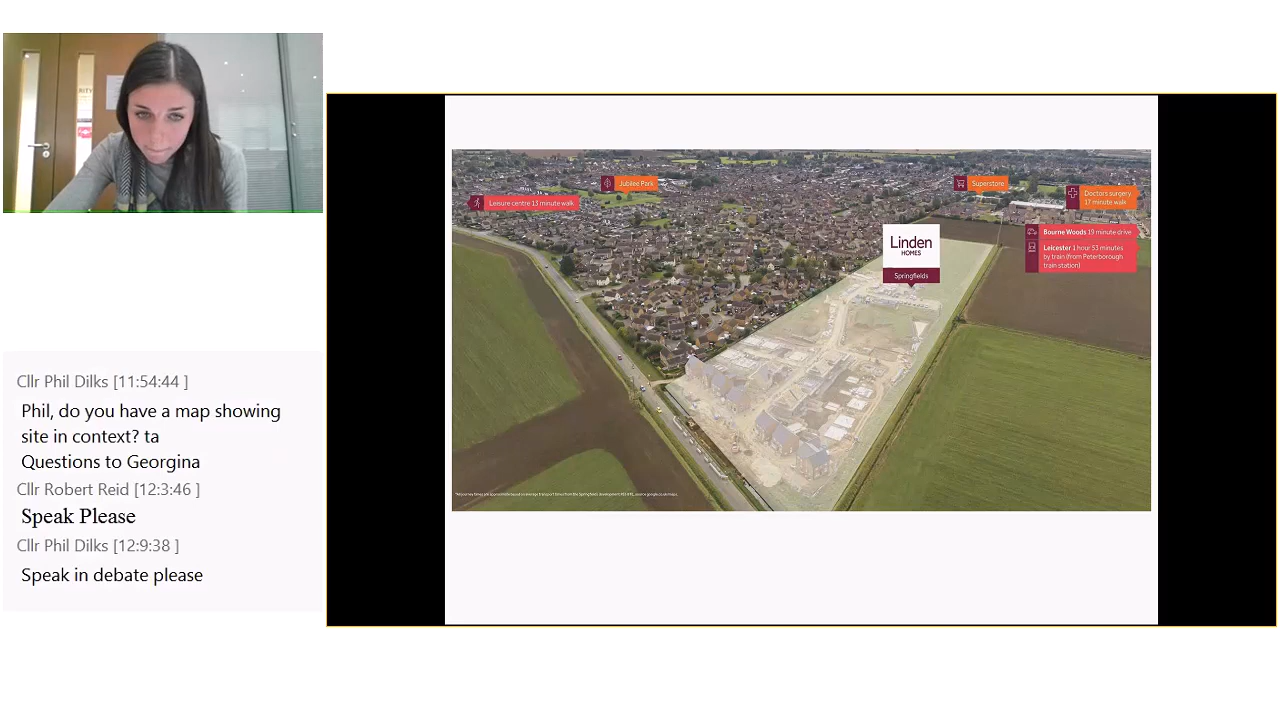 Cllr Phil Dilks [11:54:44 ]
Phil, do you have a map showing
site in context? ta
Questions to Georgina
Cllr Robert Reid [12:3:46 ]
Speak Please
Cllr Phil Dilks [12:9:38 ]
Speak in debate please
Jubilee Park
Leisure centre 13 minute walk
Superstore
Doctors surgery
17 minute walk
Linden
HOMES
Springfields
Bourne Woods 19 minute drive
Leicester 1 hour 53 minutes
by train (from Peterborough
train station)